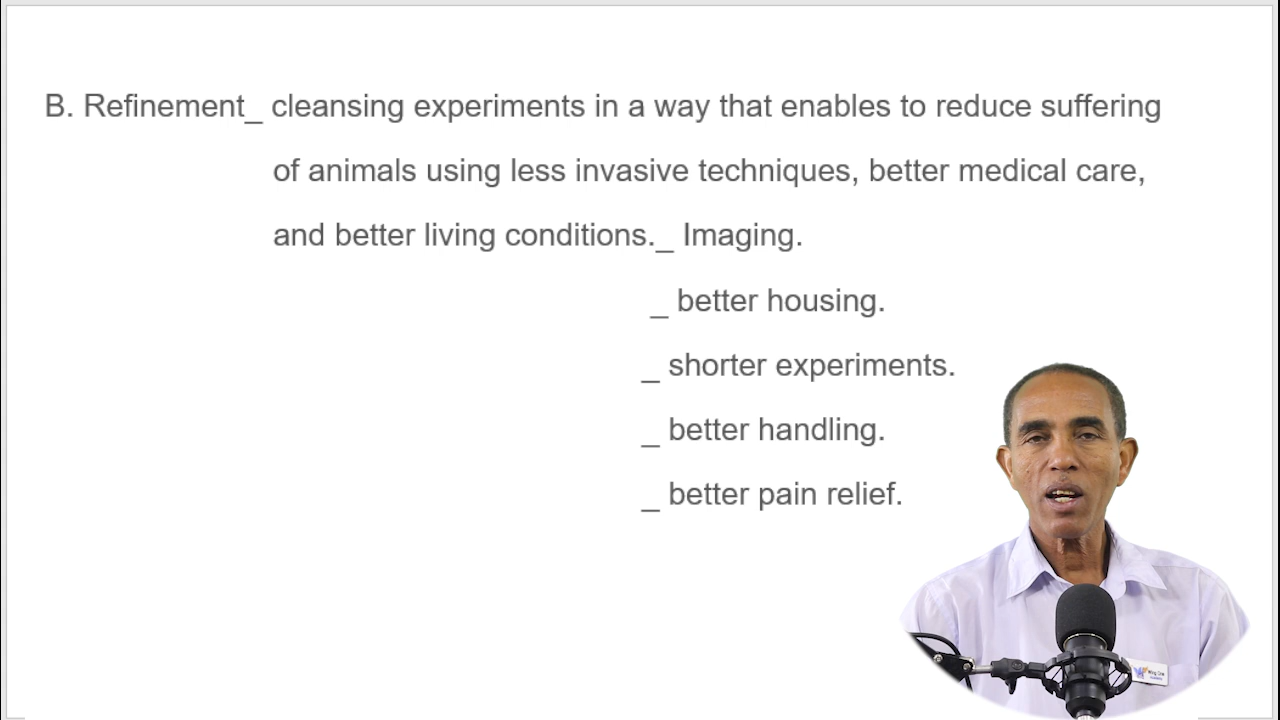 B. Refinement_ cleansing experiments in a way that enables to reduce suffering
of animals using less invasive techniques, better medical care,
and better living conditions._ Imaging.
_ better housing.
_ shorter experiments.
_ better handling.
_ better pain relief.